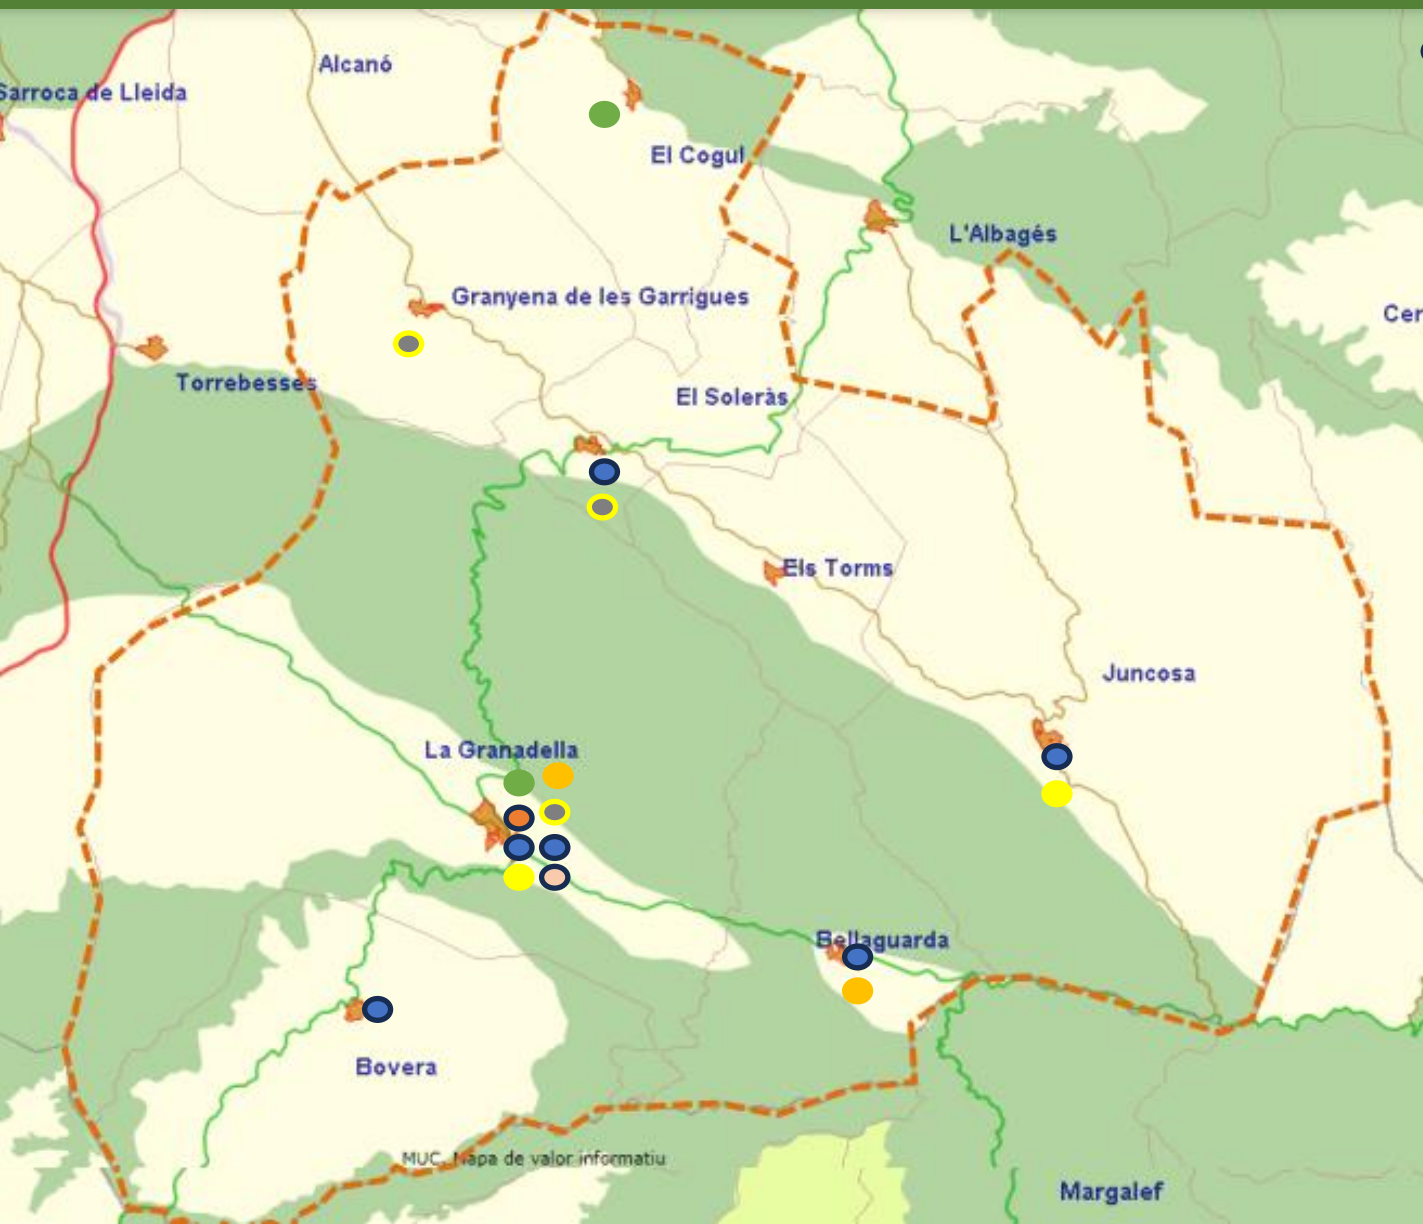 Alcanó
Sarroca de Lleida
El Cogul
L'Albagés
Granyena de les Garrigues
Cer
Torrebesses
El Soleràs
Els Torms
Juncosa
La Granadella
Bellaguarda
Bovera
MUC. Mapa de valor informatiu
Margalef